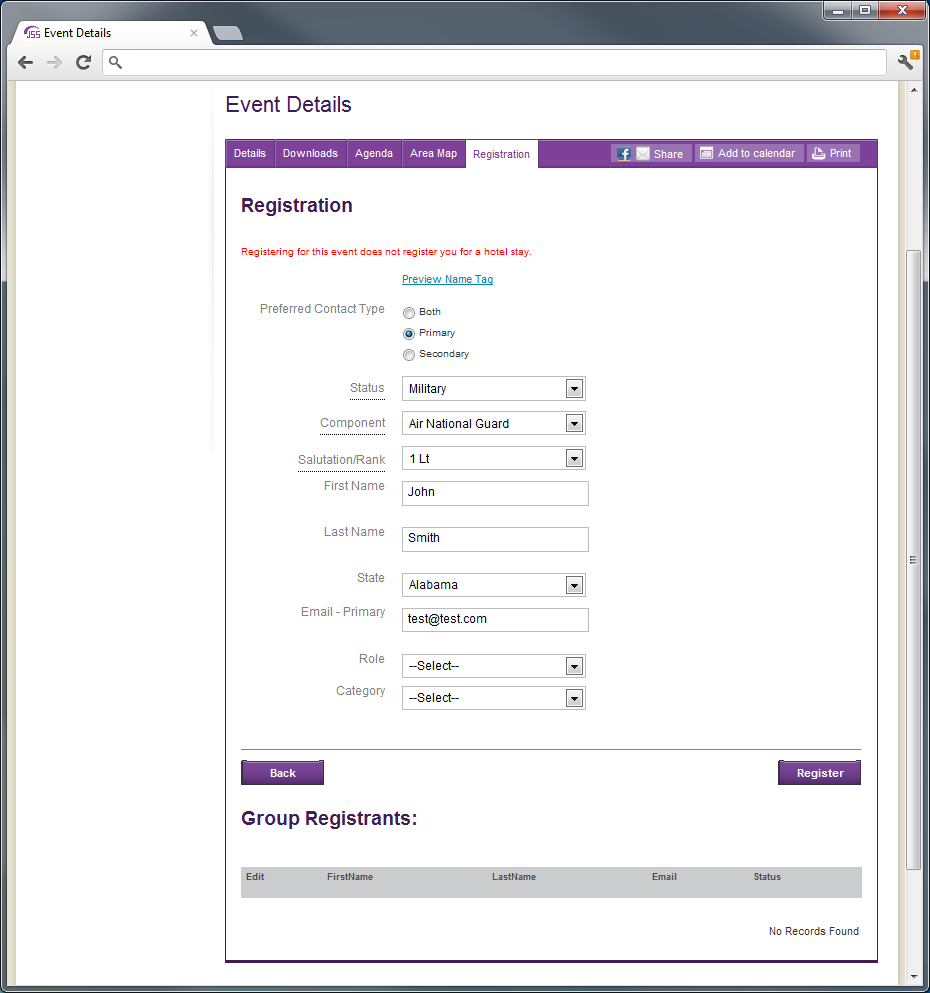 JSS Event Details
Event Details
Details Downloads Agenda Area Map Registration Share Add to calendar Print
Registration
Registering for this event does not register you for a hotel stay.
Preview Name Tag
Preferred Contact Type
Both
Primary
Secondary
Status Military
Component Air National Guard
Salutation/Rank 1 Lt
First Name John
Last Name Smith
State Alabama
Email - Primary test@test.com
Role --Select--
Category --Select--
Back Register
Group Registrants:
Edit FirstName LastName Email Status
No Records Found